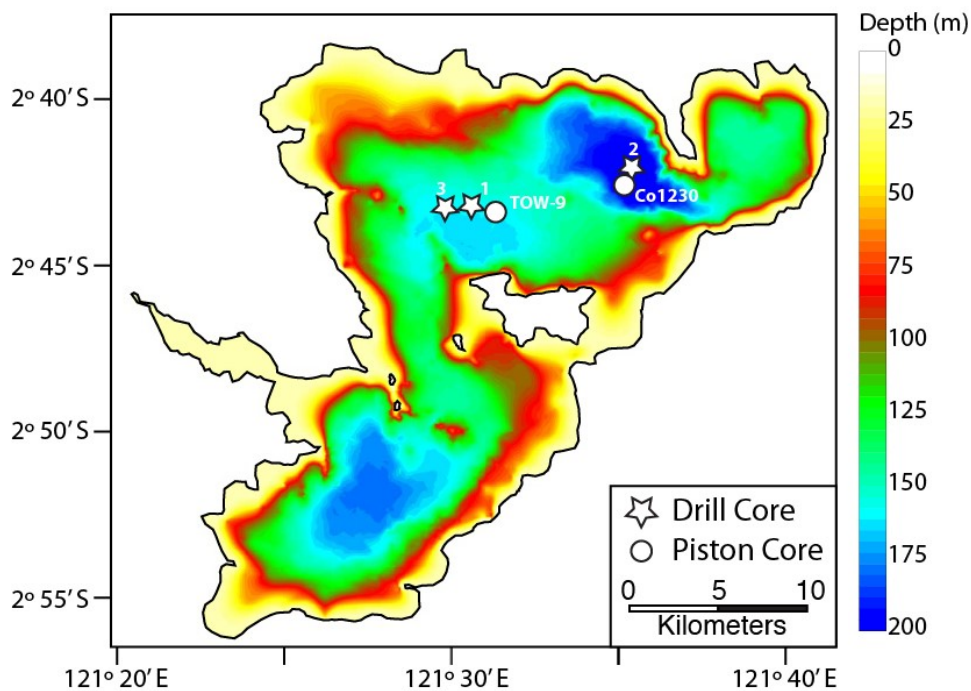 Depth (m)
0
25
50
75
100
125
150
175
200
2° 40' S
2° 45' S
2° 50' S
2° 55' S
2
3
1
TOW-9
Co1230
Drill Core
Piston Core
0 5 10
Kilometers
121° 20' E
121° 30' E
121° 40' E